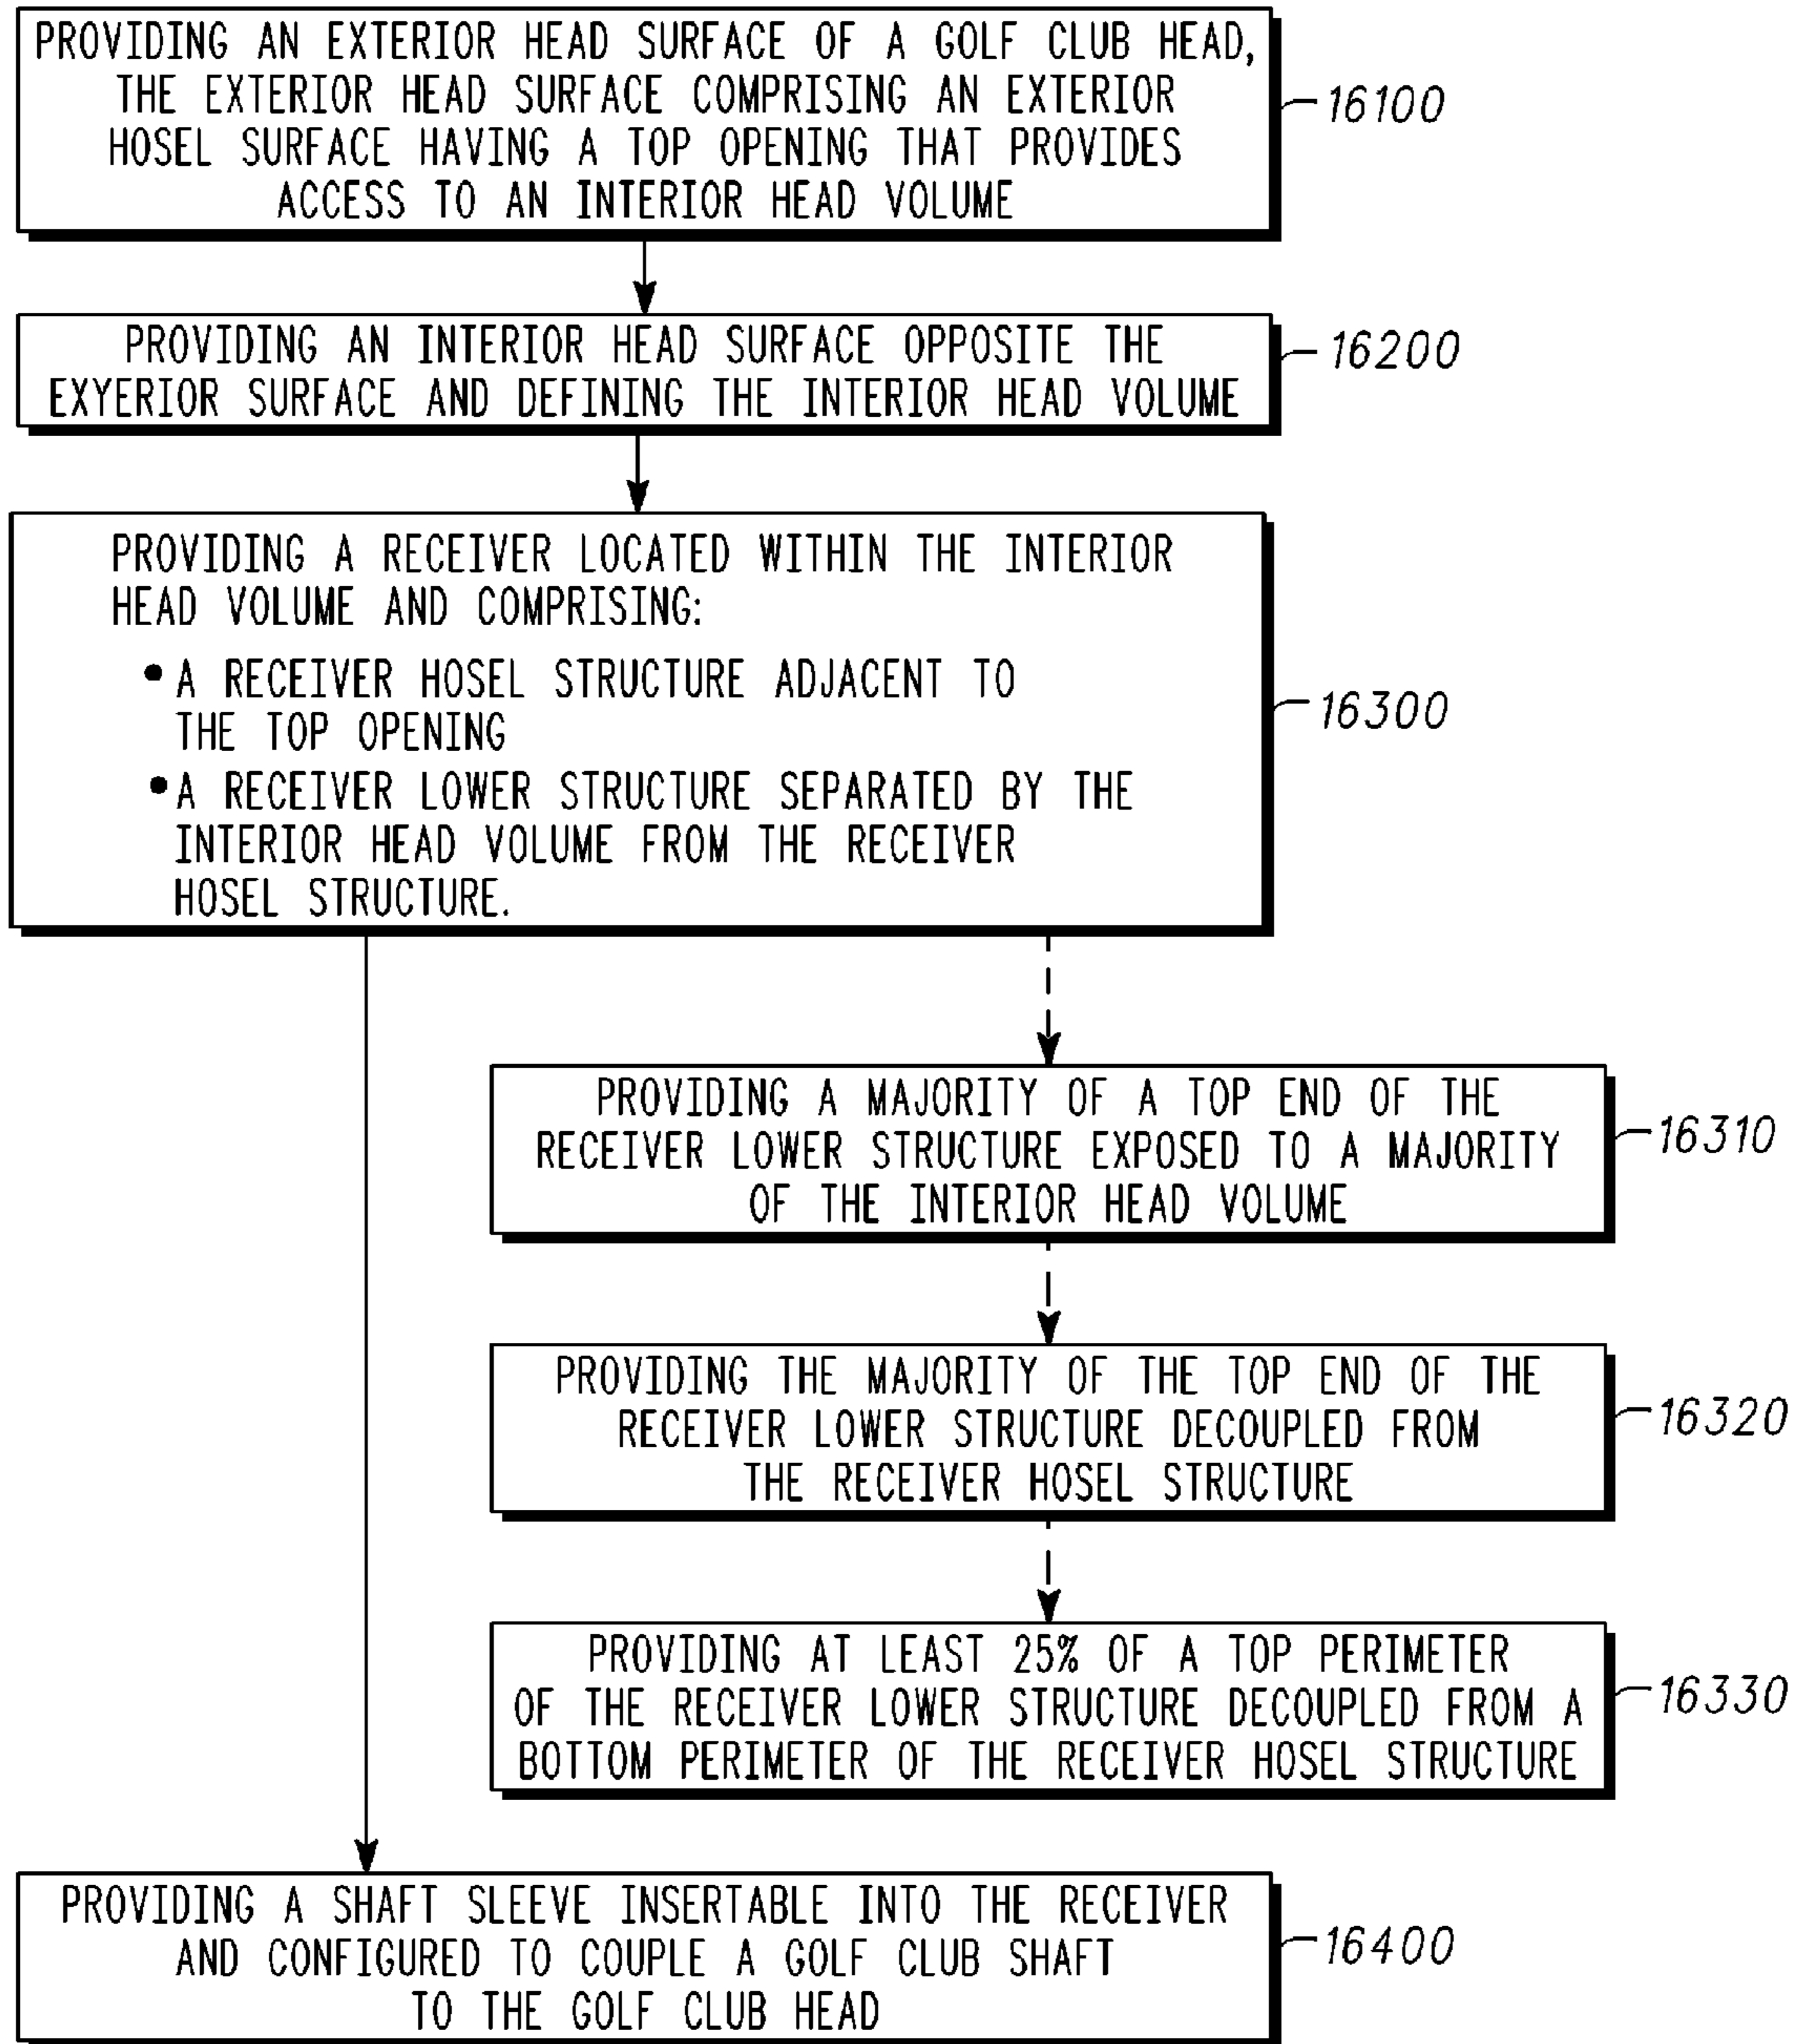 PROVIDING AN EXTERIOR HEAD SURFACE OF A GOLF CLUB HEAD,
THE EXTERIOR HEAD SURFACE COMPRISING AN EXTERIOR
HOSEL SURFACE HAVING A TOP OPENING THAT PROVIDES
ACCESS TO AN INTERIOR HEAD VOLUME
16100
PROVIDING AN INTERIOR HEAD SURFACE OPPOSITE THE
EXYERIOR SURFACE AND DEFINING THE INTERIOR HEAD VOLUME
16200
PROVIDING A RECEIVER LOCATED WITHIN THE INTERIOR
HEAD VOLUME AND COMPRISING:
• A RECEIVER HOSEL STRUCTURE ADJACENT TO
THE TOP OPENING
• A RECEIVER LOWER STRUCTURE SEPARATED BY THE
INTERIOR HEAD VOLUME FROM THE RECEIVER
HOSEL STRUCTURE.
16300
PROVIDING A MAJORITY OF A TOP END OF THE
RECEIVER LOWER STRUCTURE EXPOSED TO A MAJORITY
OF THE INTERIOR HEAD VOLUME
16310
PROVIDING THE MAJORITY OF THE TOP END OF THE
RECEIVER LOWER STRUCTURE DECOUPLED FROM
THE RECEIVER HOSEL STRUCTURE
16320
PROVIDING AT LEAST 25% OF A TOP PERIMETER
OF THE RECEIVER LOWER STRUCTURE DECOUPLED FROM A
BOTTOM PERIMETER OF THE RECEIVER HOSEL STRUCTURE
16330
PROVIDING A SHAFT SLEEVE INSERTABLE INTO THE RECEIVER
AND CONFIGURED TO COUPLE A GOLF CLUB SHAFT
TO THE GOLF CLUB HEAD
16400